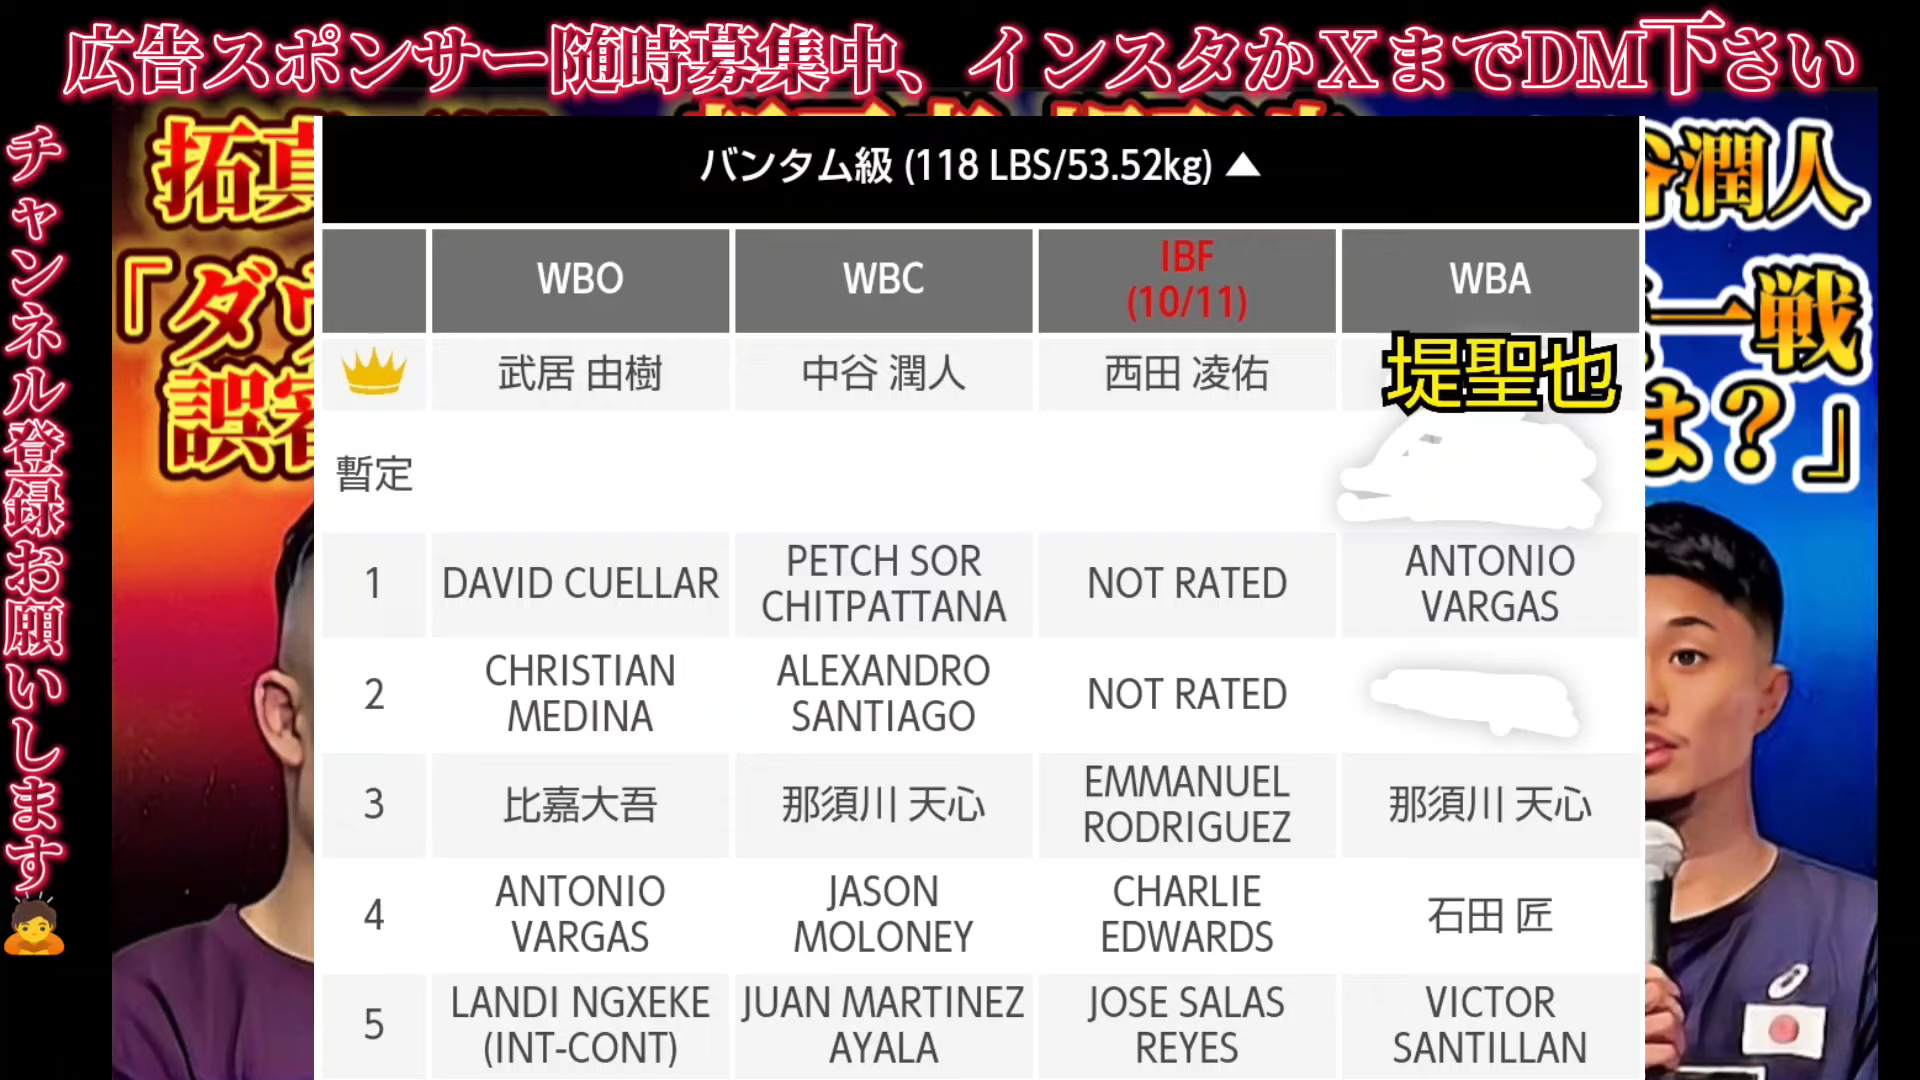 広告スポンサー随時募集中、インスタかXまでDM下さい
チャンネル登録お願いします
拓真
「ダウ
誤審
谷潤人
一戦
は?」
バンタム級 (118 LBS/53.52kg) ▲
WBO WBC IBF (10/11) WBA
武居 由樹 中谷 潤人 西田 凌佑 堤聖也
暫定
1 DAVID CUELLAR PETCH SOR CHITPATTANA NOT RATED ANTONIO VARGAS
2 CHRISTIAN MEDINA ALEXANDRO SANTIAGO NOT RATED
3 比嘉大吾 那須川 天心 EMMANUEL RODRIGUEZ 那須川 天心
4 ANTONIO VARGAS JASON MOLONEY CHARLIE EDWARDS 石田 匠
5 LANDI NGXEKE (INT-CONT) JUAN MARTINEZ AYALA JOSE SALAS REYES VICTOR SANTILLAN